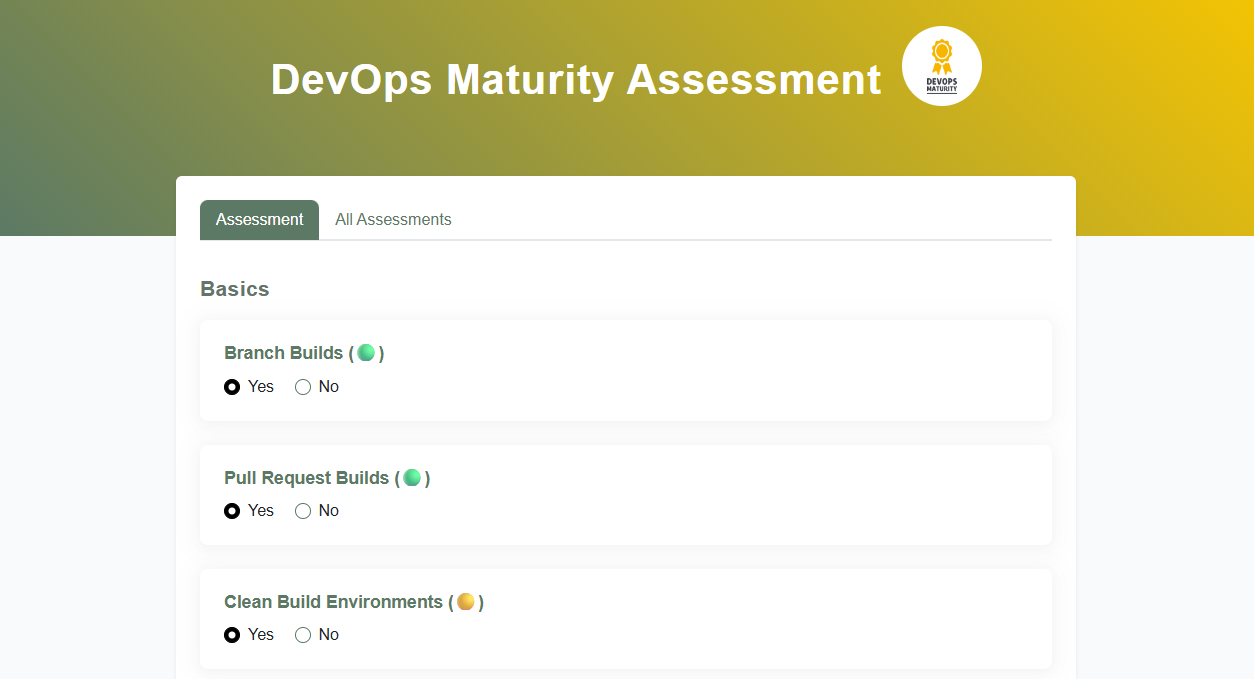 DevOps Maturity Assessment
DEVOPS
MATURITY
Assessment
All Assessments
Basics
Branch Builds (🟢)
Yes
No
Pull Request Builds (🟢)
Yes
No
Clean Build Environments (🟡)
Yes
No